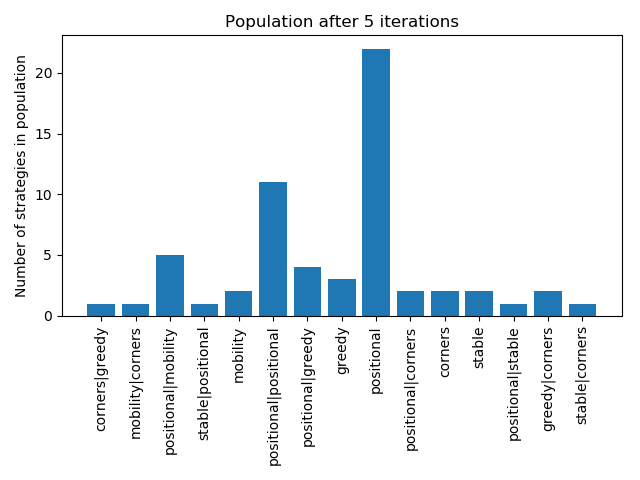 Population after 5 iterations
Number of strategies in population
20
15
10
5
0
corners|greedy
mobility|corners
positional|mobility
stable|positional
mobility
positional|positional
positional|greedy
greedy
positional
positional|corners
corners
stable
positional|stable
greedy|corners
stable|corners